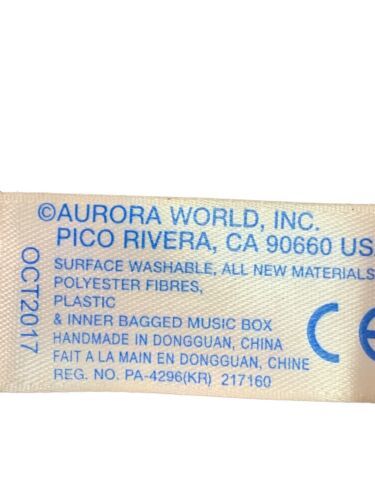 ©AURORA WORLD, INC.
PICO RIVERA, CA 90660 US
SURFACE WASHABLE, ALL NEW MATERIALS
POLYESTER FIBRES,
PLASTIC
& INNER BAGGED MUSIC BOX
HANDMADE IN DONGGUAN, CHINA
FAIT A LA MAIN EN DONGGUAN, CHINE
REG. NO. PA-4296(KR) 217160
OCT2017
CE